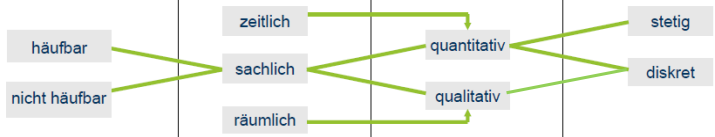 häufbar
nicht häufbar
zeitlich
sachlich
räumlich
quantitativ
qualitativ
stetig
diskret